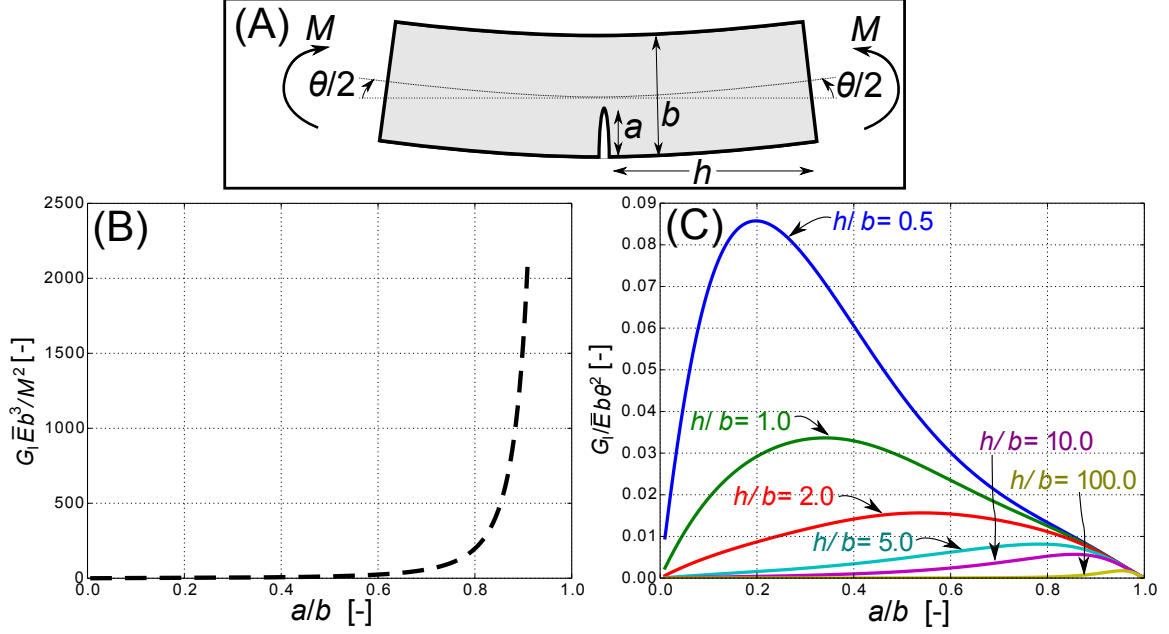 (A)
M
M
θ/2
θ/2
a
b
h
(B)
2500
2000
1500
1000
500
0
0.0 0.2 0.4 0.6 0.8 1.0
a/b [-]
G_I E̅b³/M² [-]
(C)
0.09
0.08
0.07
0.06
0.05
0.04
0.03
0.02
0.01
0.00
0.0 0.2 0.4 0.6 0.8 1.0
a/b [-]
G_I/E̅bθ² [-]
h/b= 0.5
h/b= 1.0
h/b= 10.0
h/b= 100.0
h/b= 2.0
h/b= 5.0